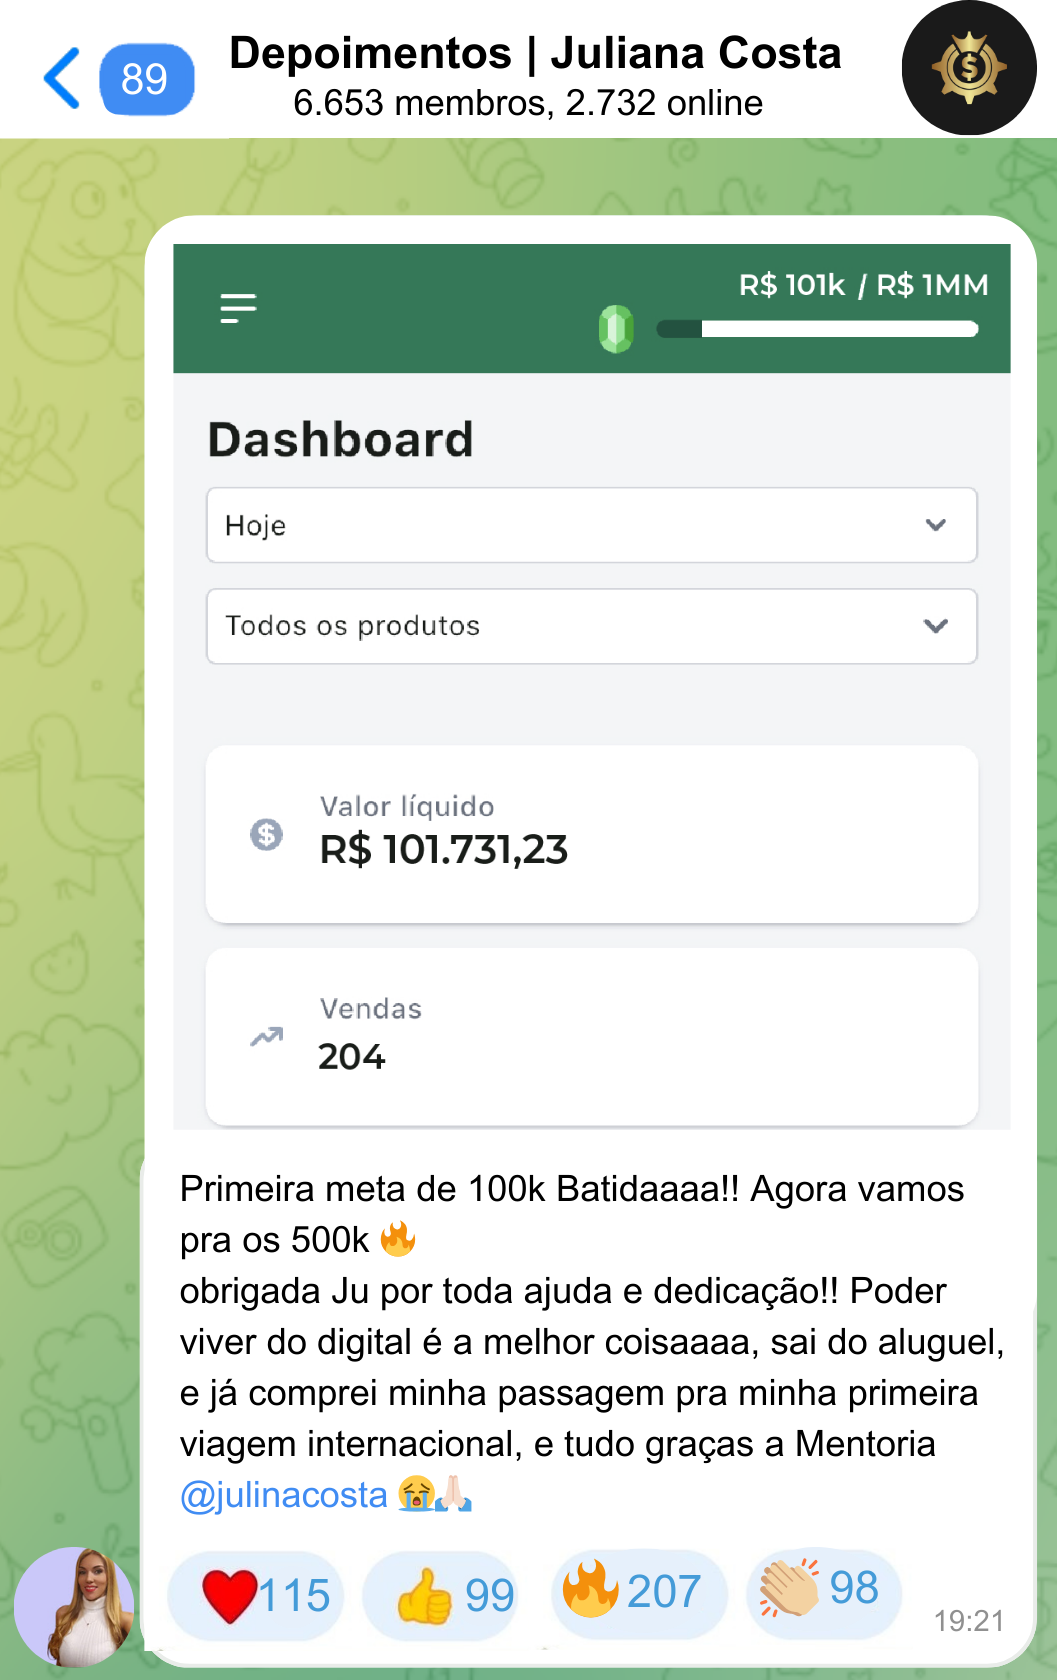 89
Depoimentos | Juliana Costa
6.653 membros, 2.732 online
$
R$ 101k / R$ 1MM
Dashboard
Hoje
Todos os produtos
Valor líquido
$
R$ 101.731,23
Vendas
204
Primeira meta de 100k Batidaaaa!! Agora vamos
pra os 500k 🔥
obrigada Ju por toda ajuda e dedicação!! Poder
viver do digital é a melhor coisaaaa, sai do aluguel,
e já comprei minha passagem pra minha primeira
viagem internacional, e tudo graças a Mentoria
@julinacosta 😭🙏🏻
❤️115 👍 99 🔥 207 👏🏼 98
19:21